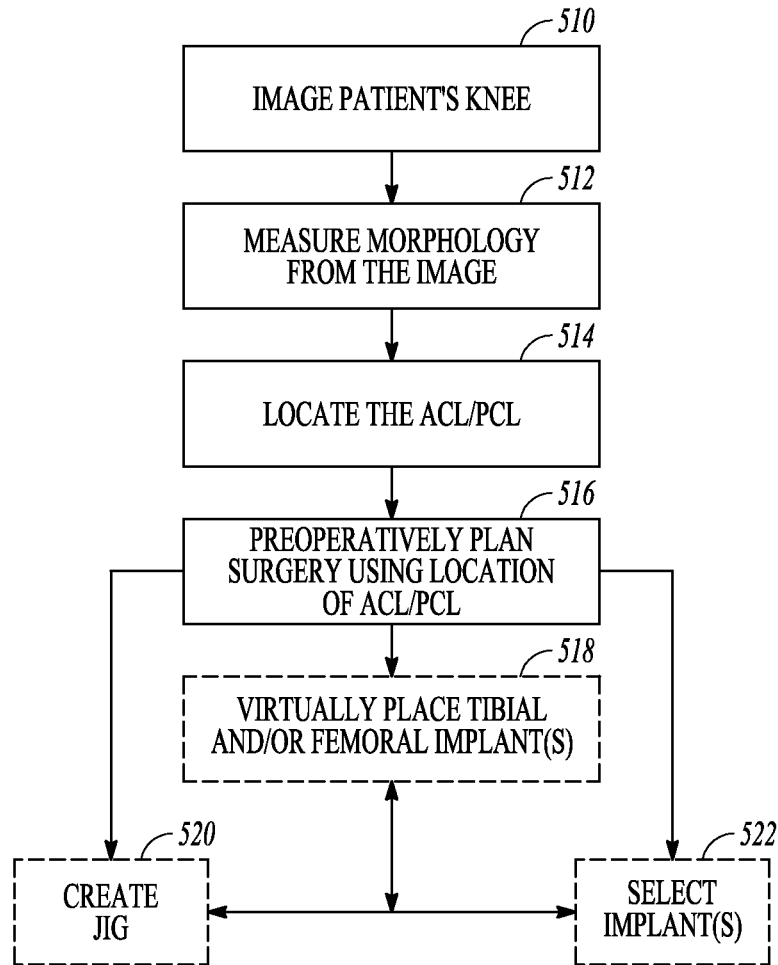 510
IMAGE PATIENT'S KNEE
512
MEASURE MORPHOLOGY
FROM THE IMAGE
514
LOCATE THE ACL/PCL
516
PREOPERATIVELY PLAN
SURGERY USING LOCATION
OF ACL/PCL
518
VIRTUALLY PLACE TIBIAL
AND/OR FEMORAL IMPLANT(S)
520
CREATE
JIG
522
SELECT
IMPLANT(S)